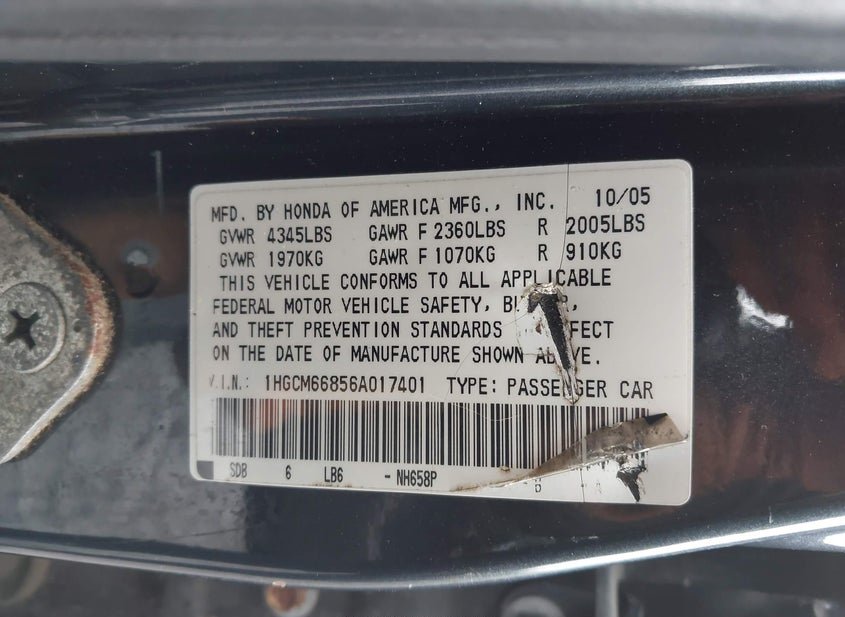 MFD. BY HONDA OF AMERICA MFG., INC. 10/05
GVWR 4345LBS GAWR F 2360LBS R 2005LBS
GVWR 1970KG GAWR F 1070KG R 910KG
THIS VEHICLE CONFORMS TO ALL APPLICABLE
FEDERAL MOTOR VEHICLE SAFETY,
AND THEFT PREVENTION STANDARDS
ON THE DATE OF MANUFACTURE SHOWN
V.I.N.: 1HGCM66856A017401 TYPE: PASSENGER CAR
SDB 6 LB6 -NH658P